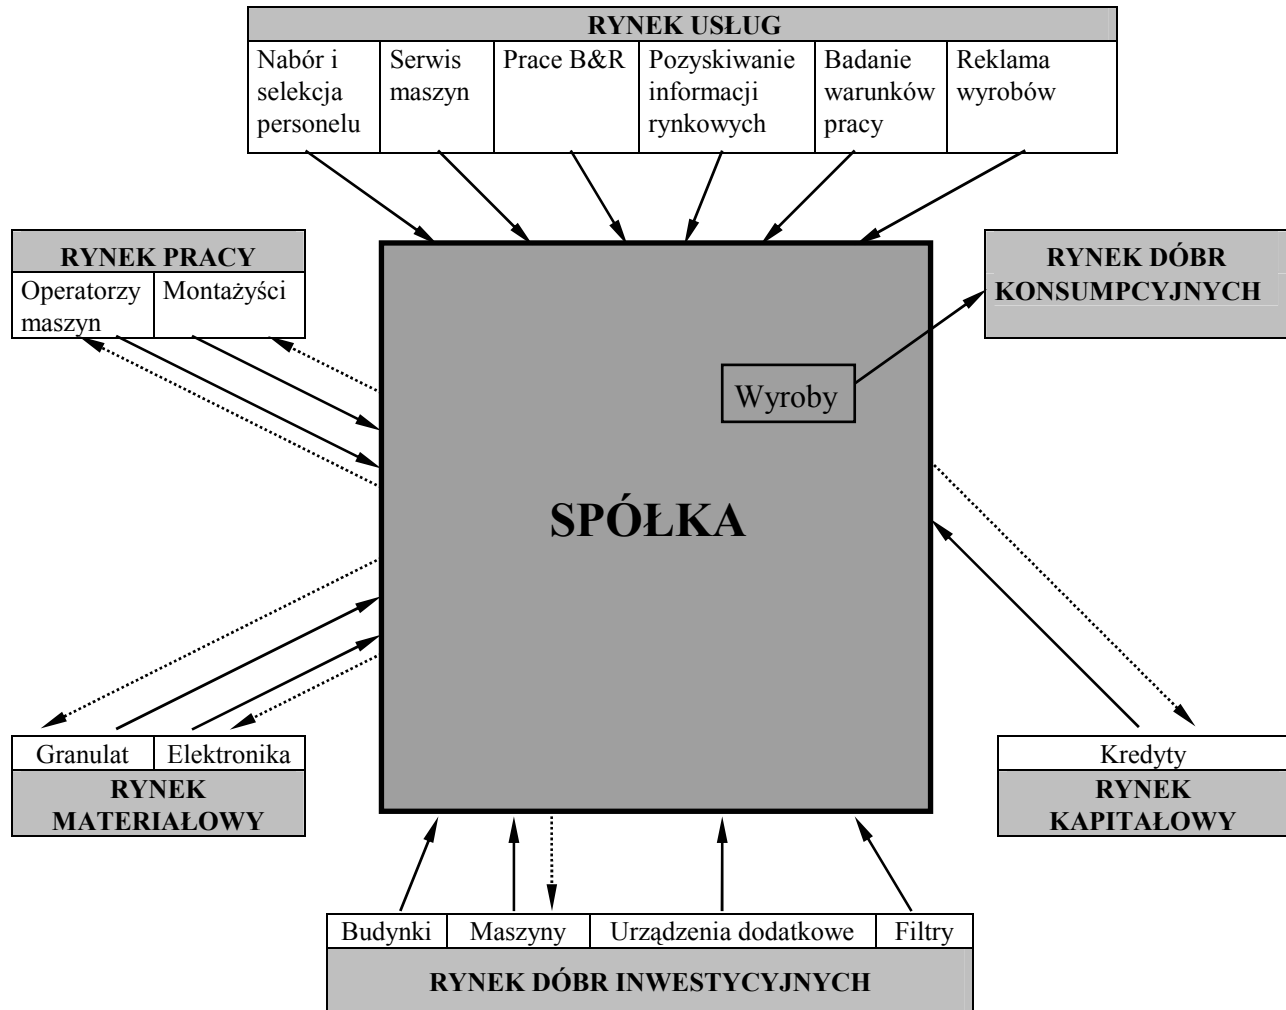 RYNEK USŁUG
Nabór i
selekcja
personelu
Serwis
maszyn
Prace B&R
Pozyskiwanie
informacji
rynkowych
Badanie
warunków
pracy
Reklama
wyrobów
RYNEK PRACY
Operatorzy
maszyn
Montażyści
RYNEK DÓBR
KONSUMPCYJNYCH
Wyroby
SPÓŁKA
Granulat
Elektronika
RYNEK
MATERIAŁOWY
Kredyty
RYNEK
KAPITAŁOWY
Budynki
Maszyny
Urządzenia dodatkowe
Filtry
RYNEK DÓBR INWESTYCYJNYCH